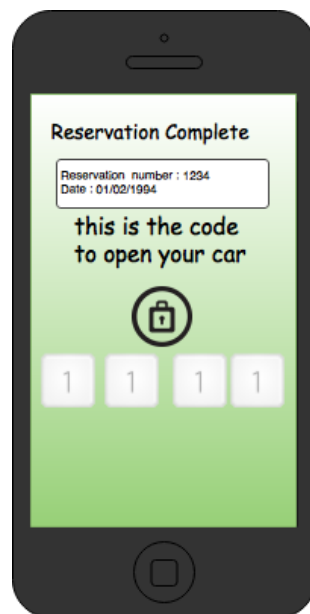 Reservation Complete
Reservation number : 1234
Date : 01/02/1994
this is the code
to open your car
1 1 1 1